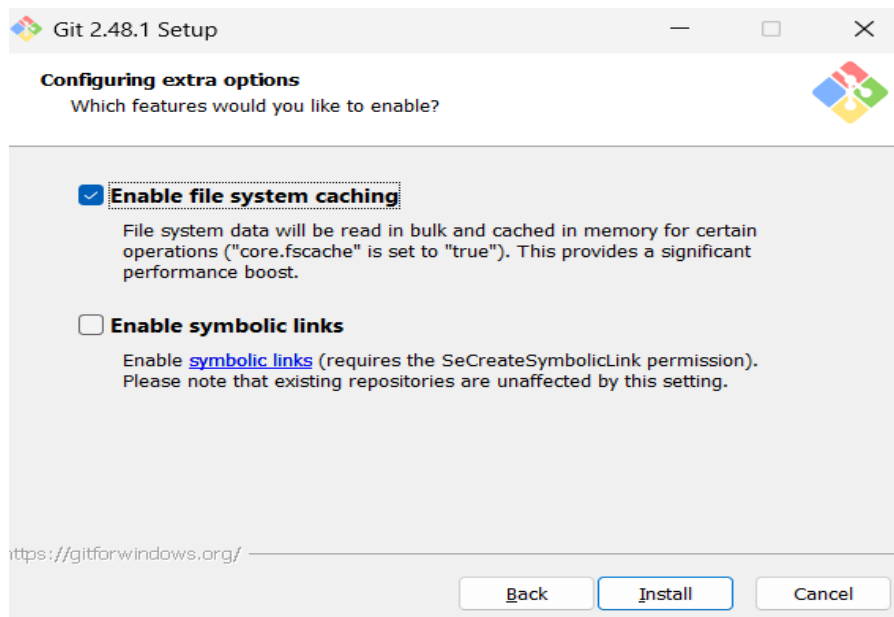 Git 2.48.1 Setup
Configuring extra options
Which features would you like to enable?
Enable file system caching
File system data will be read in bulk and cached in memory for certain
operations ("core.fscache" is set to "true"). This provides a significant
performance boost.
Enable symbolic links
Enable symbolic links (requires the SeCreateSymbolicLink permission).
Please note that existing repositories are unaffected by this setting.
https://gitforwindows.org/
Back Install Cancel